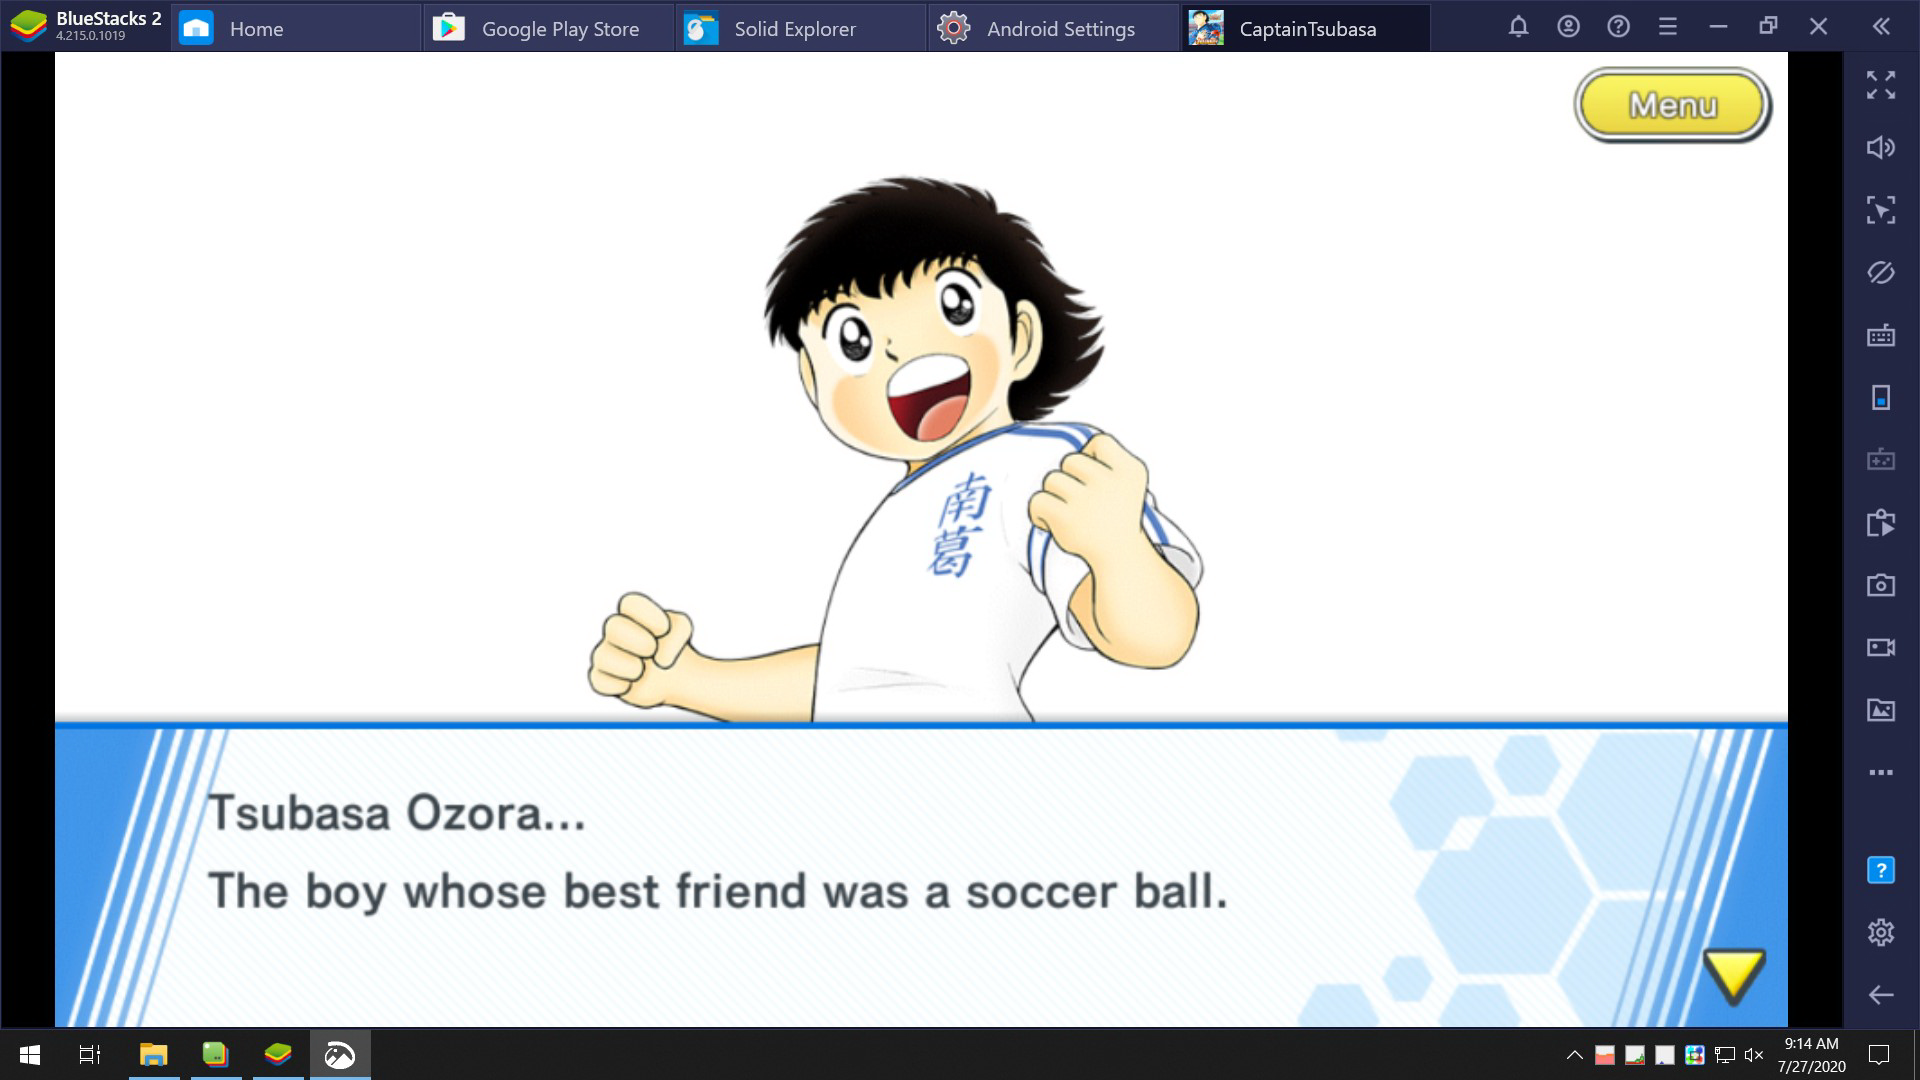 BlueStacks 2
4.215.0.1019
Home
Google Play Store
Solid Explorer
Android Settings
CaptainTsubasa
Menu
南葛
Tsubasa Ozora...
The boy whose best friend was a soccer ball.
?
9:14 AM
7/27/2020